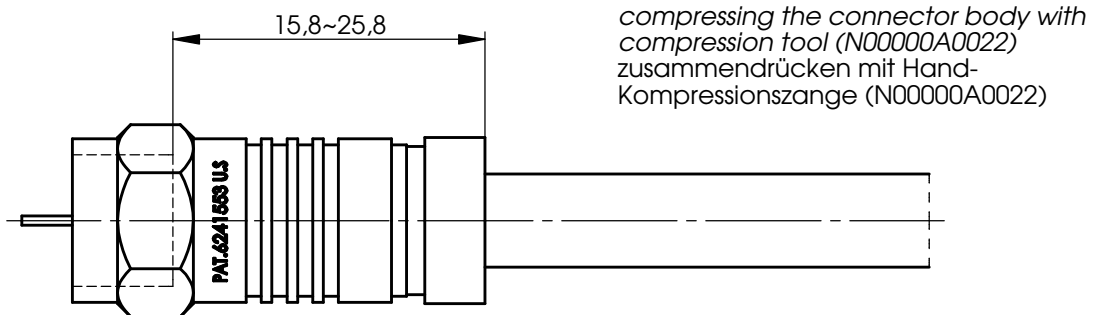 15,8~25,8
compressing the connector body with
compression tool (N00000A0022)
zusammendrücken mit Hand-
Kompressionszange (N00000A0022)
PAT.6241553 U.S